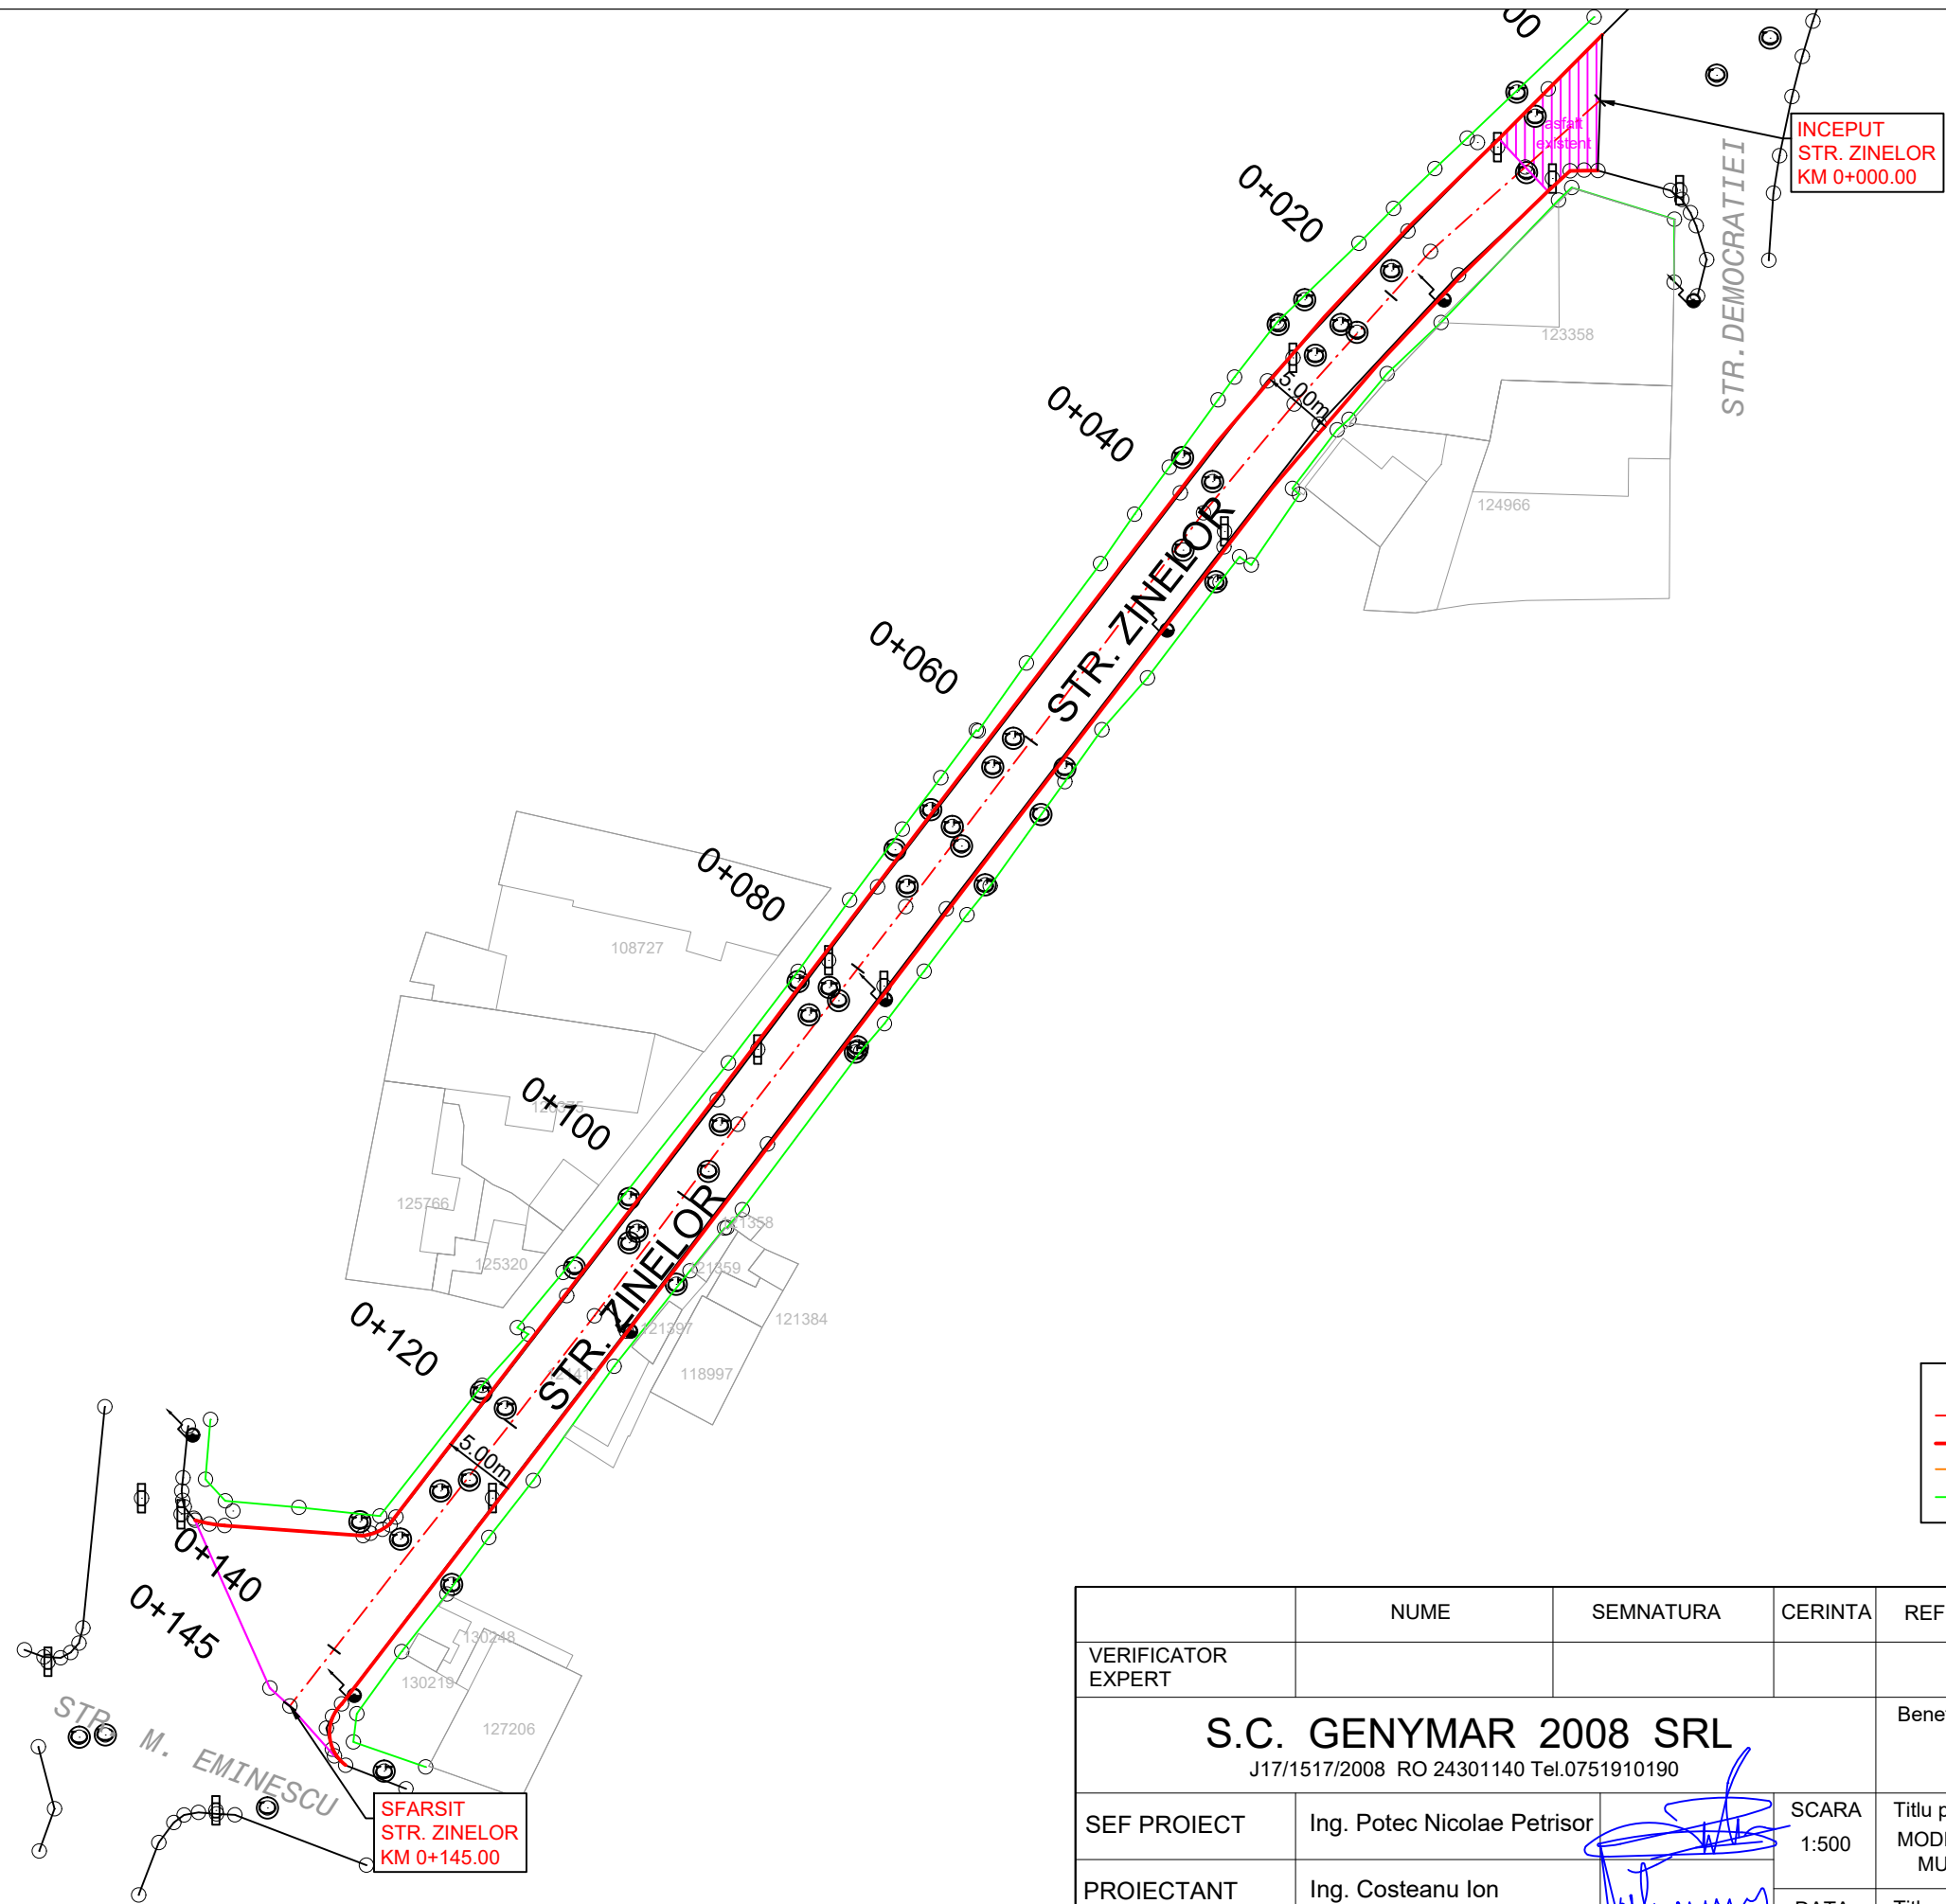 00
asfalt
existent
INCEPUT
STR. ZINELOR
KM 0+000.00
STR. DEMOCRATIEI
0+020
123358
5.00m
0+040
124966
STR. ZINELOR
0+060
0+080
108727
0+100
125766
125320
121358
121359
STR. ZINELOR
121397
121384
118997
0+120
5.00m
0+140
0+145
130248
130219
127206
STR. M. EMINESCU
SFARSIT
STR. ZINELOR
KM 0+145.00
NUME SEMNATURA CERINTA REF
VERIFICATOR
EXPERT
S.C. GENYMAR 2008 SRL
J17/1517/2008 RO 24301140 Tel.0751910190
SEF PROIECT Ing. Potec Nicolae Petrisor
SCARA
1:500
Titlu p
MOD
MU
PROIECTANT Ing. Costeanu Ion